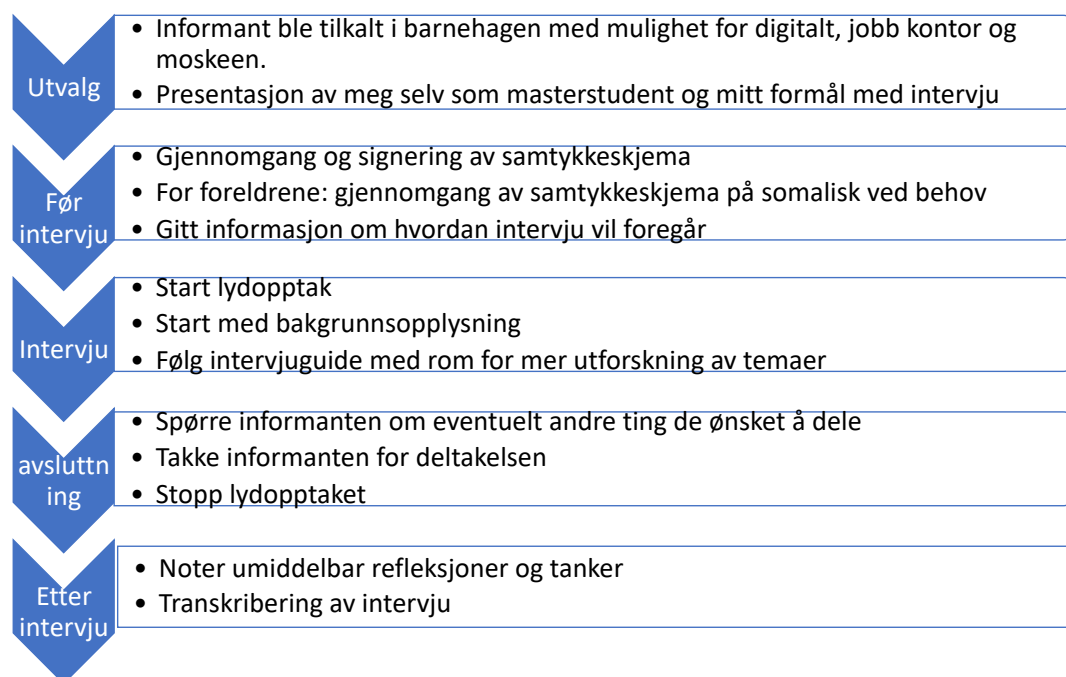 Utvalg
• Informant ble tilkalt i barnehagen med mulighet for digitalt, jobb kontor og
moskeen.
• Presentasjon av meg selv som masterstudent og mitt formål med intervju
Før
intervju
• Gjennomgang og signering av samtykkeskjema
• For foreldrene: gjennomgang av samtykkeskjema på somalisk ved behov
• Gitt informasjon om hvordan intervju vil foregår
Intervju
• Start lydopptak
• Start med bakgrunnsopplysning
• Følg intervjuguide med rom for mer utforskning av temaer
avsluttn
ing
• Spørre informanten om eventuelt andre ting de ønsket å dele
• Takke informanten for deltakelsen
• Stopp lydopptaket
Etter
intervju
• Noter umiddelbar refleksjoner og tanker
• Transkribering av intervju